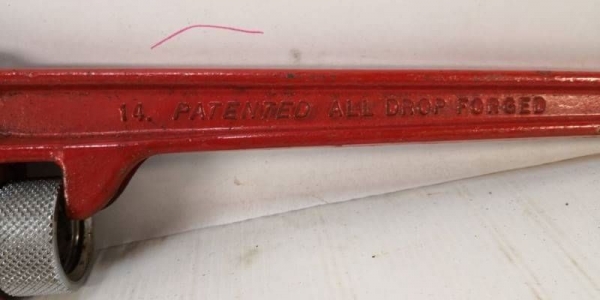 14. PATENTED ALL DROP FORGED